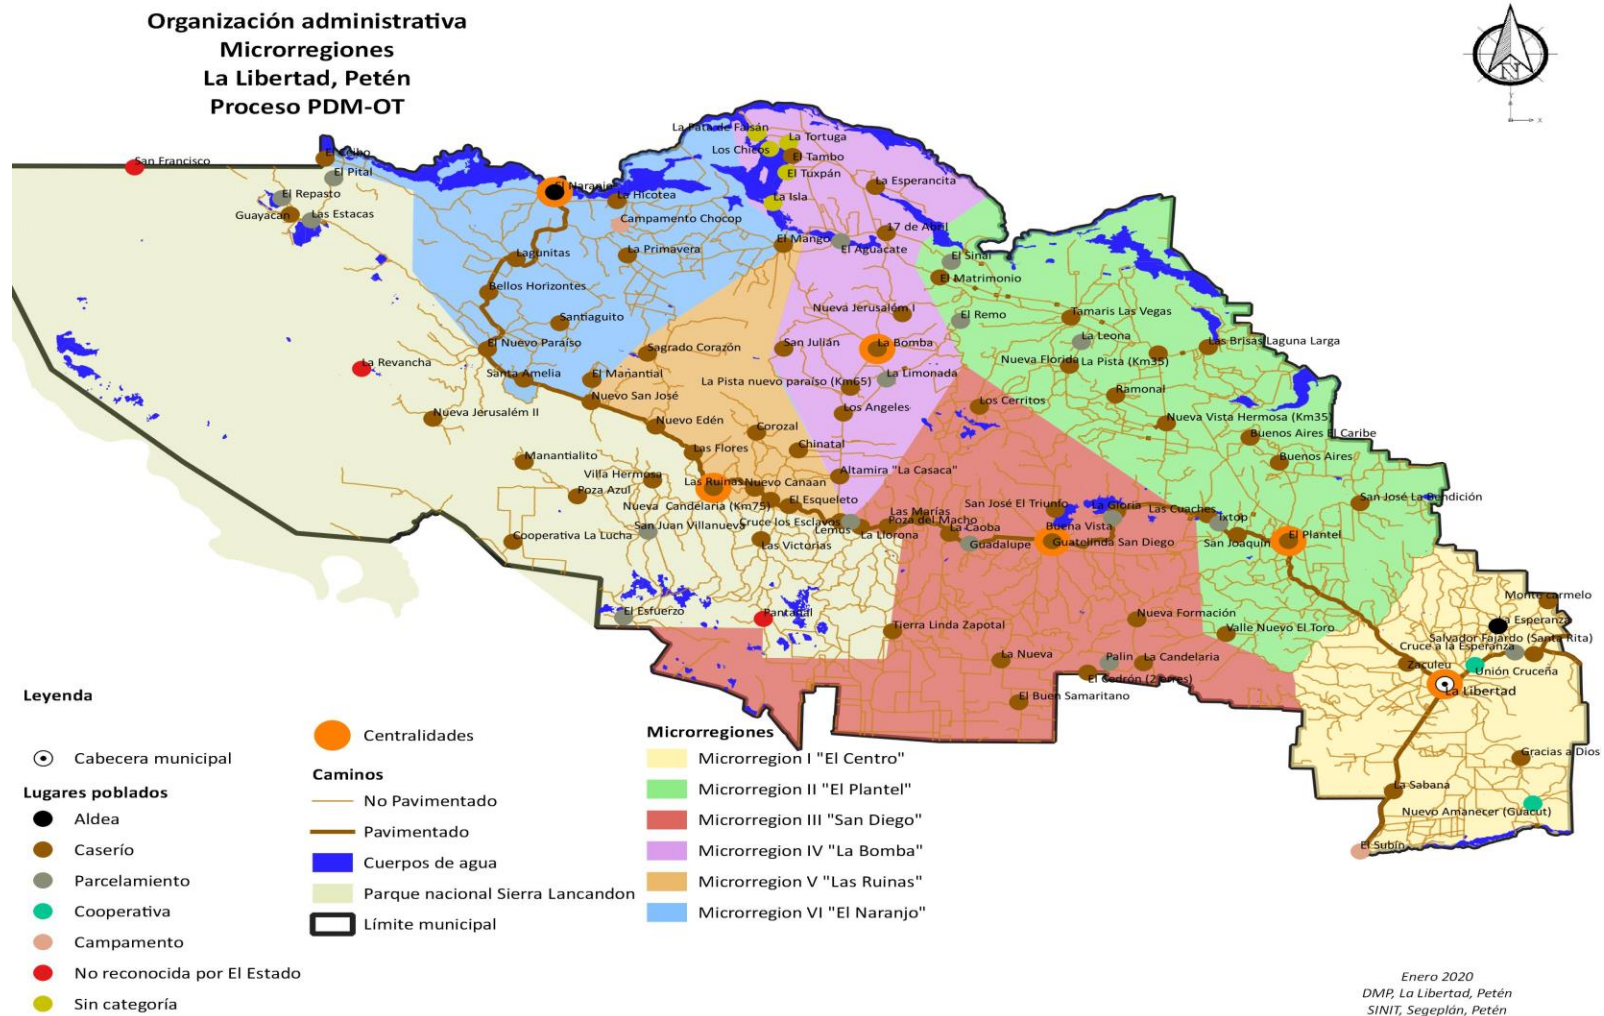 Organización administrativa
Microrregiones
La Libertad, Petén
Proceso PDM-OT
N
Y
X
San Francisco
El Ceibo
El Pital
El Repasto
Guayacan
Las Estacas
El Naranjo
La Hicotea
Campamento Chocop
La Primavera
Lagunitas
Bellos Horizontes
Santiaguito
El Nuevo Paraíso
Santa Amelia
El Mañantial
Sagrado Corazón
Nuevo San José
La Revancha
Nueva Jerusalém II
La Pata de Faisán
La Tortuga
Los Chicos
El Tambo
El Tuxpán
La Isla
La Esperancita
17 de Abril
El Mango
El Aguacate
El Sinai
El Matrimonio
El Remo
Nueva Jerusalém I
San Julián
La Bomba
La Limonada
La Pista nuevo paraíso (Km65)
Los Angeles
Altamira "La Casaca"
Tamaris Las Vegas
La Leona
Las Brisas/Laguna Larga
Nueva Florida
La Pista (Km35)
Ramonal
Nueva Vista Hermosa (Km35)
Buenos Aires El Caribe
Buenos Aires
San José La Bendición
Los Cerritos
Nuevo Edén
Corozal
Chinatal
Las Flores
Las Ruinas
Nuevo Canaan
El Esqueleto
Nueva Candelaria (Km75)
Manantialito
Villa Hermosa
Poza Azul
San Juan Villanueva
Cruce los Esclavos
Lemus
La Llorona
Las Victorias
Cooperativa La Lucha
El Esfuerzo
Pantanal
Las Marías
Poza del Macho
La Caoba
Guadalupe
San José El Triunfo
La Gloria
Buena Vista
Guatelinda San Diego
Las Cuaches
Ixtop
San Joaquín
El Plantel
Tierra Linda Zapotal
La Nueva
Nueva Formación
Valle Nuevo El Toro
Palin
La Candelaria
El Buen Samaritano
Monte carmelo
La Esperanza
Salvador Fajardo (Santa Rita)
Cruce a la Esperanza
Zaculeu
Unión Cruceña
La Libertad
Gracias a Dios
La Sabana
Nuevo Amanecer (Guacut)
El Subín
Leyenda
Cabecera municipal
Lugares poblados
Aldea
Caserío
Parcelamiento
Cooperativa
Campamento
No reconocida por El Estado
Sin categoría
Centralidades
Caminos
No Pavimentado
Pavimentado
Cuerpos de agua
Parque nacional Sierra Lancandon
Límite municipal
Microrregiones
Microrregion I "El Centro"
Microrregion II "El Plantel"
Microrregion III "San Diego"
Microrregion IV "La Bomba"
Microrregion V "Las Ruinas"
Microrregion VI "El Naranjo"
Enero 2020
DMP, La Libertad, Petén
SINIT, Segeplán, Petén